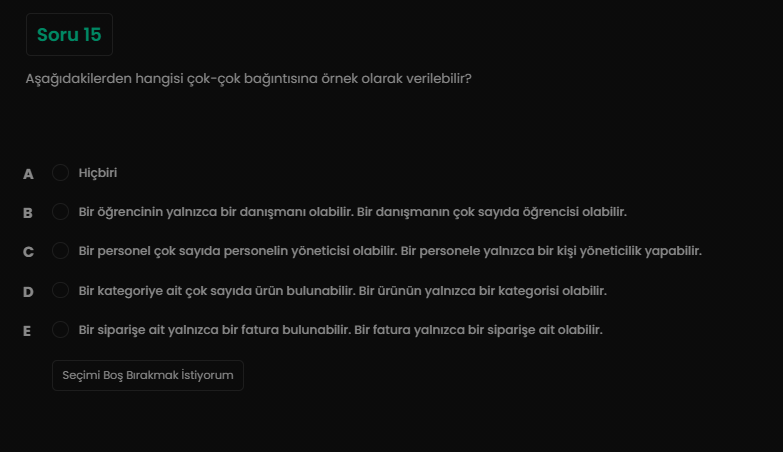 Soru 15
Aşağıdakilerden hangisi çok-çok bağıntısına örnek olarak verilebilir?
A Hiçbiri
B Bir öğrencinin yalnızca bir danışmanı olabilir. Bir danışmanın çok sayıda öğrencisi olabilir.
C Bir personel çok sayıda personelin yöneticisi olabilir. Bir personele yalnızca bir kişi yöneticilik yapabilir.
D Bir kategoriye ait çok sayıda ürün bulunabilir. Bir ürünün yalnızca bir kategorisi olabilir.
E Bir siparişe ait yalnızca bir fatura bulunabilir. Bir fatura yalnızca bir siparişe ait olabilir.
Seçimi Boş Bırakmak İstiyorum